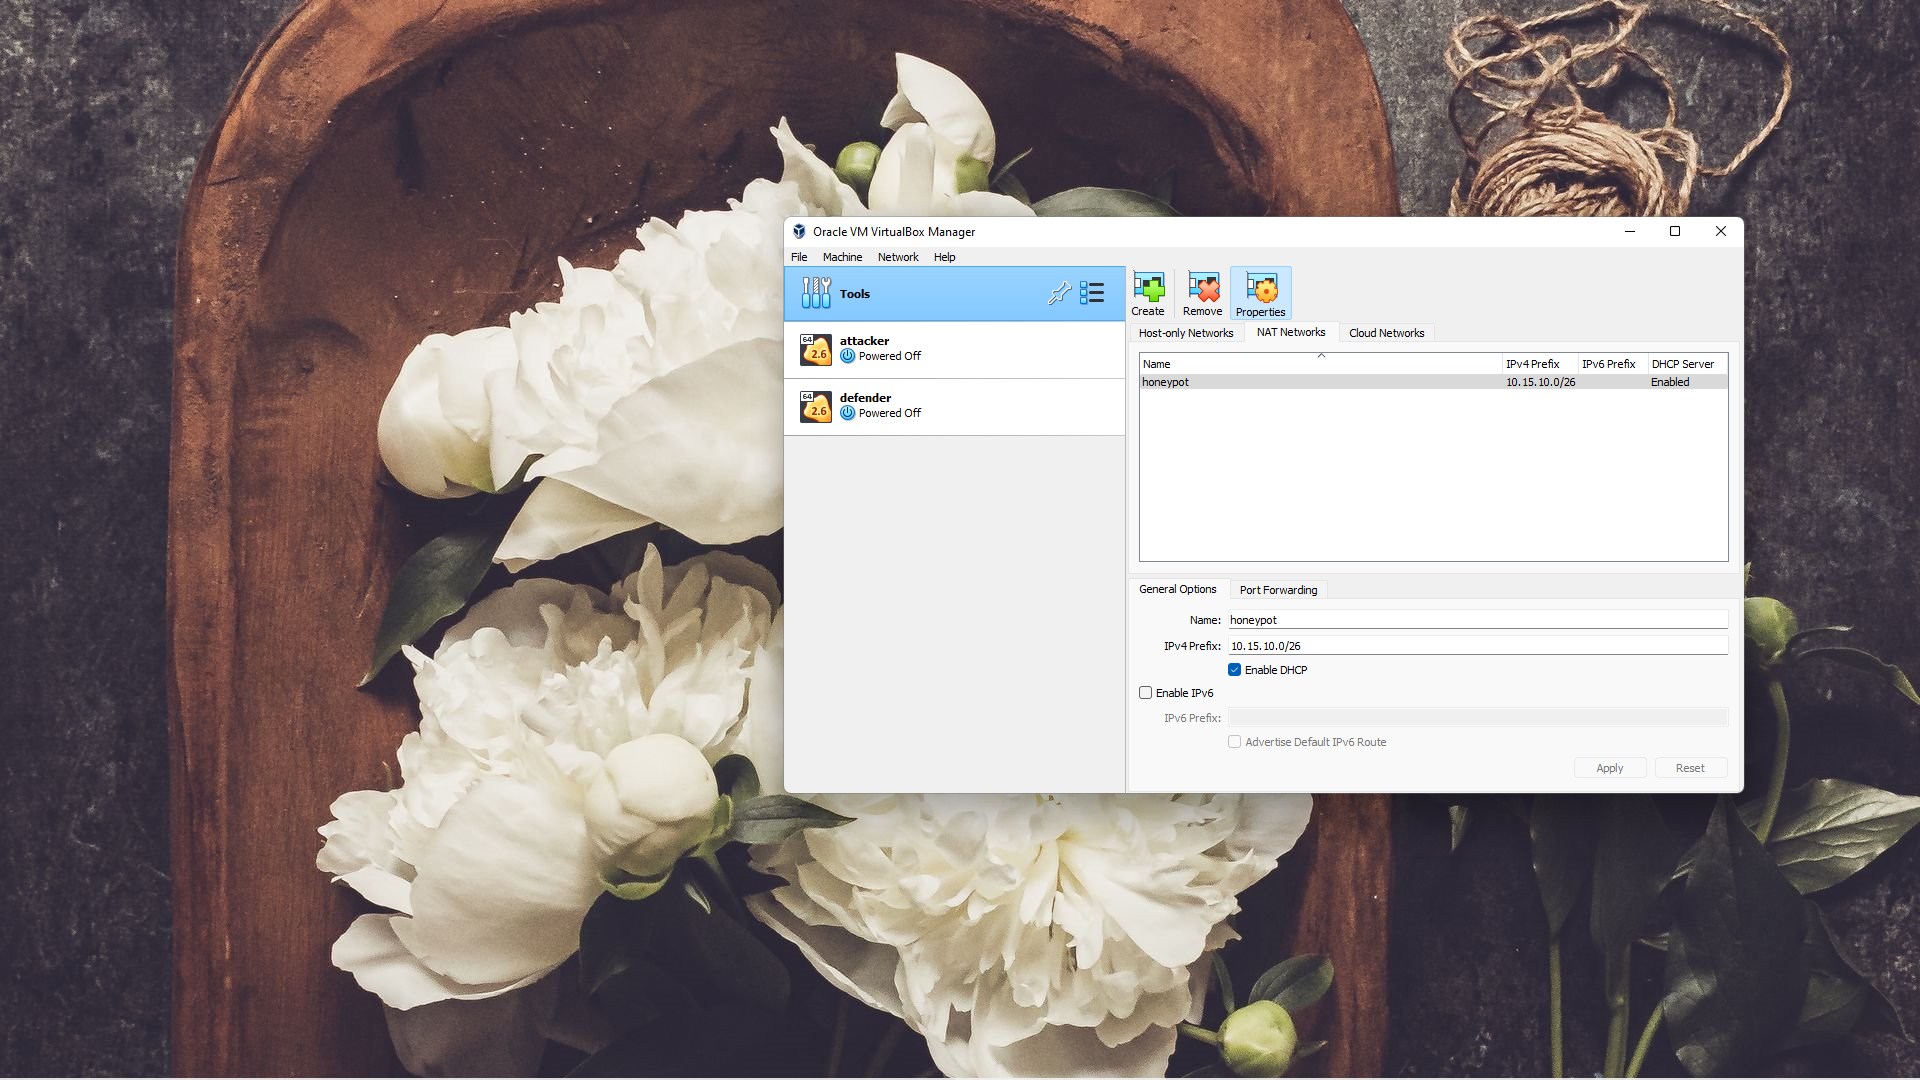 Oracle VM VirtualBox Manager
File Machine Network Help
Tools
64
2.6
attacker
Powered Off
64
2.6
defender
Powered Off
Create Remove Properties
Host-only Networks NAT Networks Cloud Networks
Name IPv4 Prefix IPv6 Prefix DHCP Server
honeypot 10.15.10.0/26 Enabled
General Options Port Forwarding
Name: honeypot
IPv4 Prefix: 10.15.10.0/26
Enable DHCP
Enable IPv6
IPv6 Prefix:
Advertise Default IPv6 Route
Apply Reset